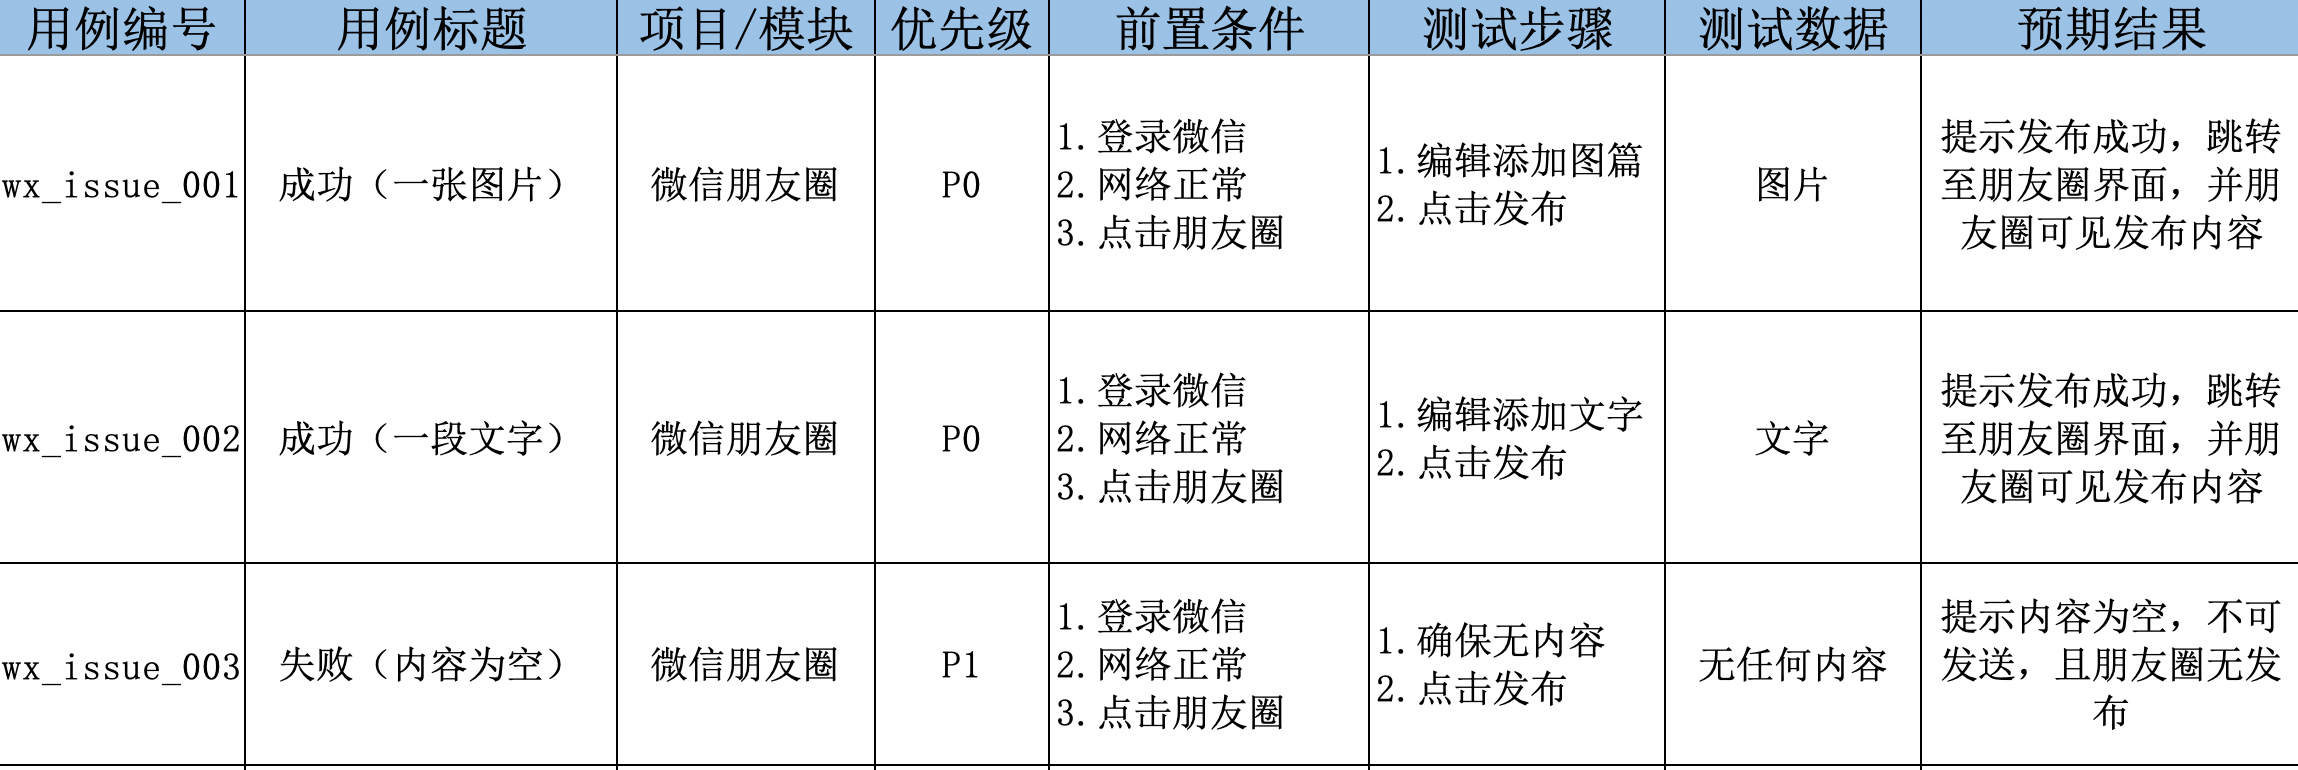 用例编号 用例标题 项目/模块 优先级 前置条件 测试步骤 测试数据 预期结果
wx_issue_001
成功（一张图片）
微信朋友圈
P0
1.登录微信
2.网络正常
3.点击朋友圈
1.编辑添加图篇
2.点击发布
图片
提示发布成功，跳转
至朋友圈界面，并朋
友圈可见发布内容
wx_issue_002
成功（一段文字）
微信朋友圈
P0
1.登录微信
2.网络正常
3.点击朋友圈
1.编辑添加文字
2.点击发布
文字
提示发布成功，跳转
至朋友圈界面，并朋
友圈可见发布内容
wx_issue_003
失败（内容为空）
微信朋友圈
P1
1.登录微信
2.网络正常
3.点击朋友圈
1.确保无内容
2.点击发布
无任何内容
提示内容为空，不可
发送，且朋友圈无发
布